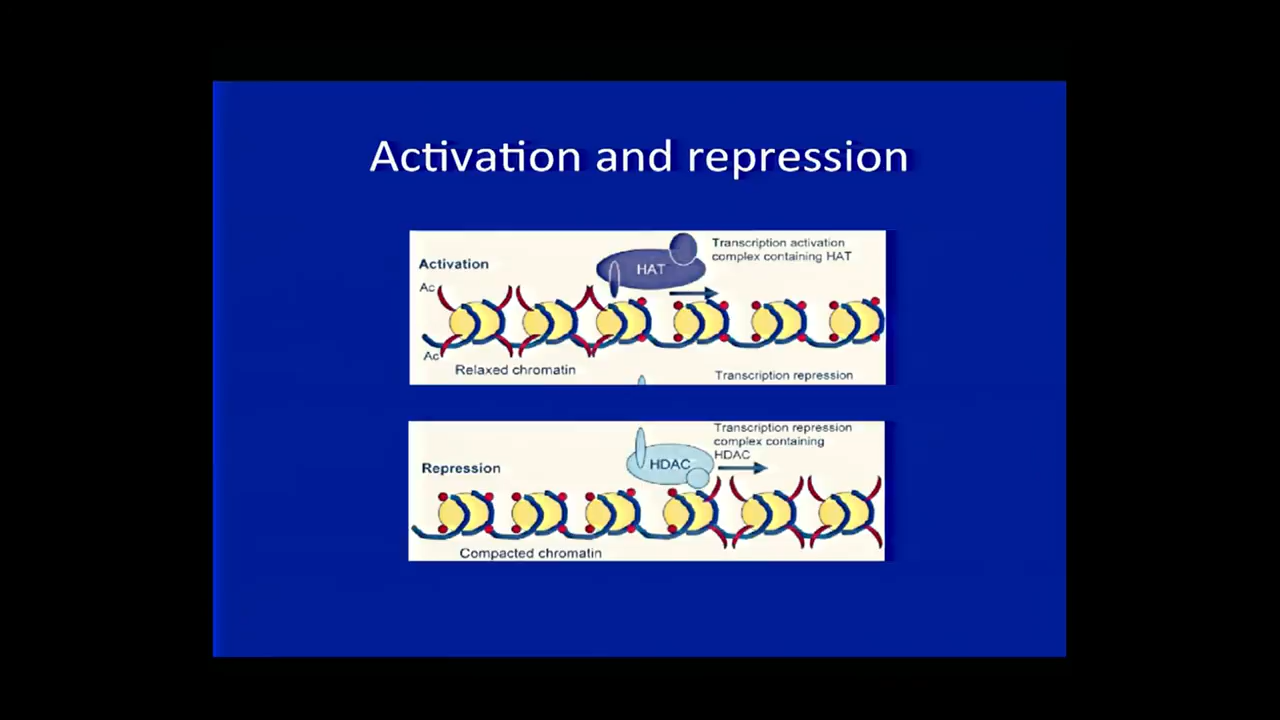 Activation and repression
Activation
HAT
Transcription activation
complex containing HAT
Ac
Ac
Relaxed chromatin
Transcription repression
Repression
HDAC
Transcription repression
complex containing
HDAC
Compacted chromatin